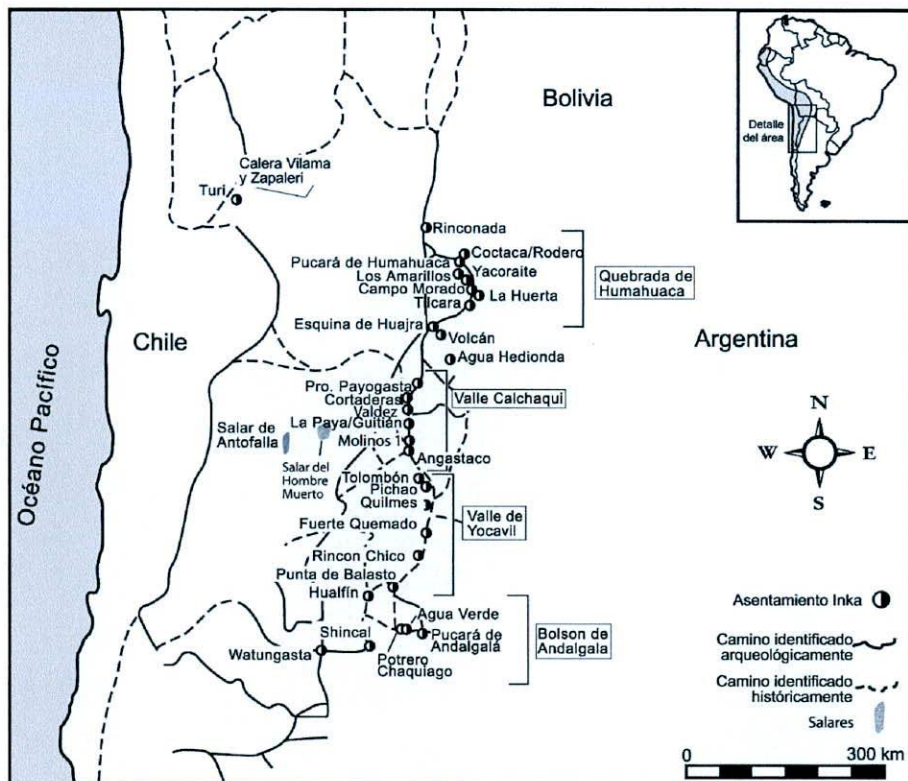 Bolivia
Detalle
del área
Calera Vilama
y Zapaleri
Turi
Rinconada
Coctaca/Rodero
Pucará de Humahuaca
Los Amarillos
Yacoraite
Campo Morado
La Huerta
Tilcara
Quebrada de
Humahuaca
Esquina de Huajra
Volcán
Agua Hedionda
Chile
Argentina
Océano Pacífico
Pro. Payogasta
Cortaderas
Valdez
Valle Calchaqui
La Paya/Guitián
Molinos 1
Angastaco
Salar de
Antofalla
Salar del
Hombre
Muerto
Tolombón
Pichao
Quilmes
Valle de
Yocavil
Fuerte Quemado
Rincon Chico
Punta de Balasto
Hualfín
Agua Verde
Shincal
Pucará de
Andalgalá
Watungasta
Potrero
Chaquiago
Bolson de
Andalgala
N
W
E
S
Asentamiento Inka
Camino identificado
arqueológicamente
Camino identificado
históricamente
Salares
0
300 km